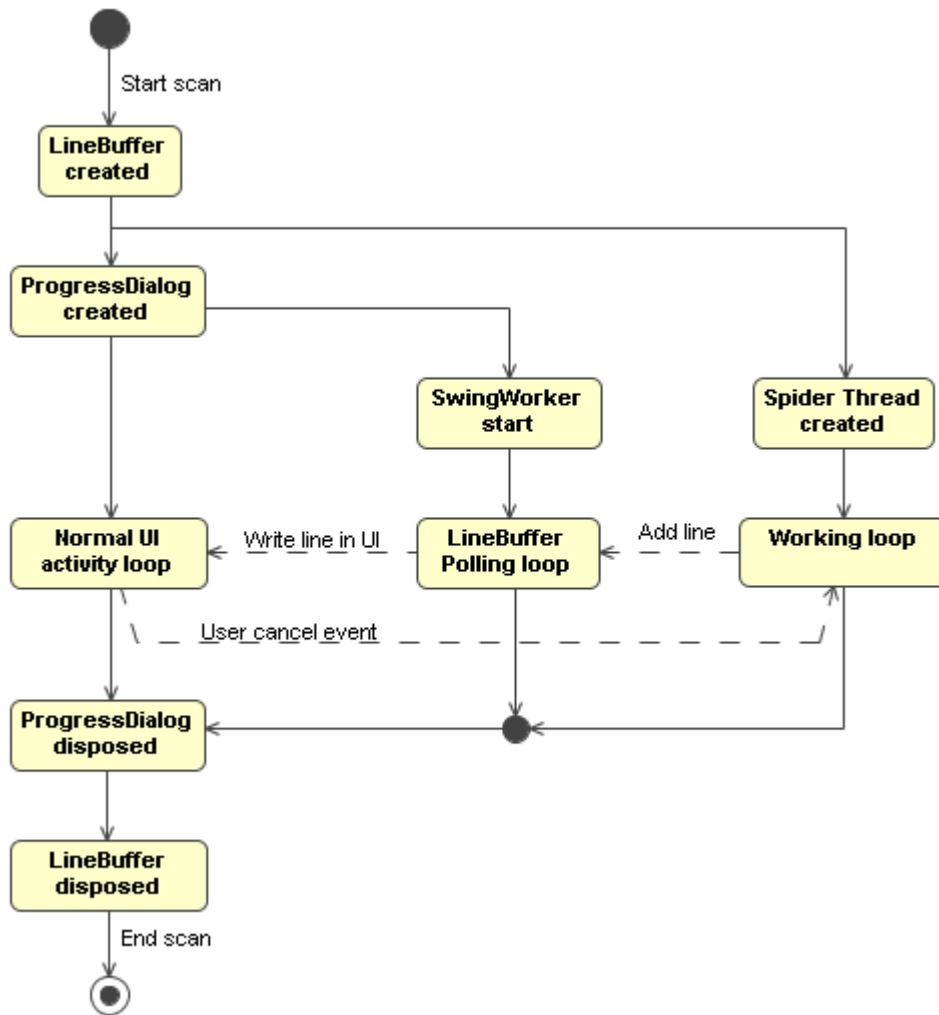 Start scan
LineBuffer
created
ProgressDialog
created
SwingWorker
start
Spider Thread
created
Normal UI
activity loop
Write line in UI
LineBuffer
Polling loop
Add line
Working loop
User cancel event
ProgressDialog
disposed
LineBuffer
disposed
End scan